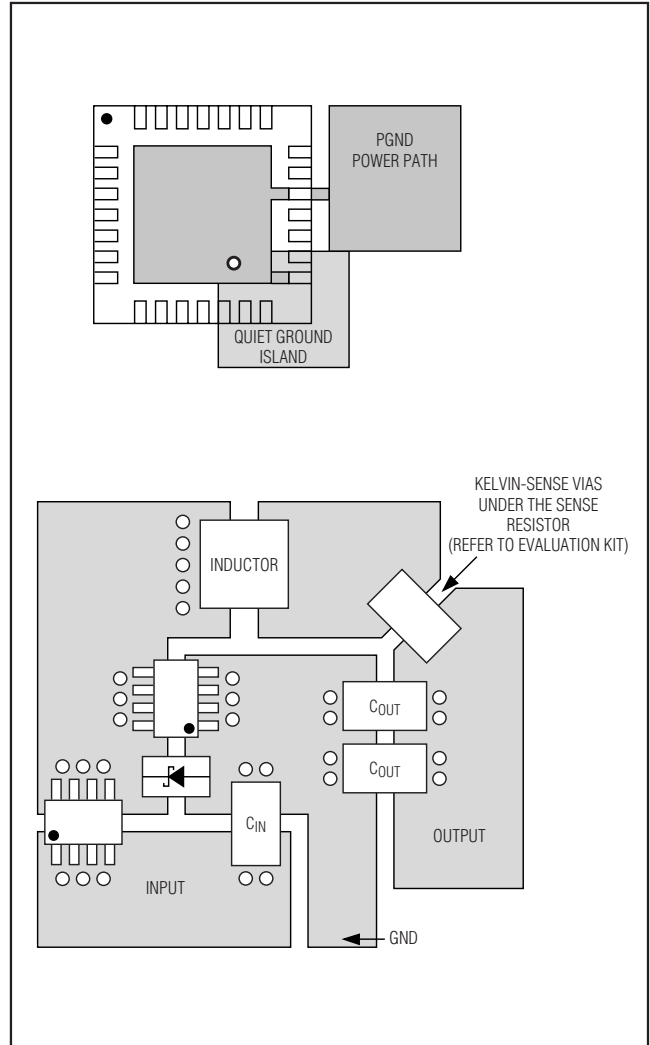 PGND
POWER PATH
QUIET GROUND
ISLAND
KELVIN-SENSE VIAS
UNDER THE SENSE
RESISTOR
(REFER TO EVALUATION KIT)
INDUCTOR
COUT
COUT
CIN
OUTPUT
INPUT
GND